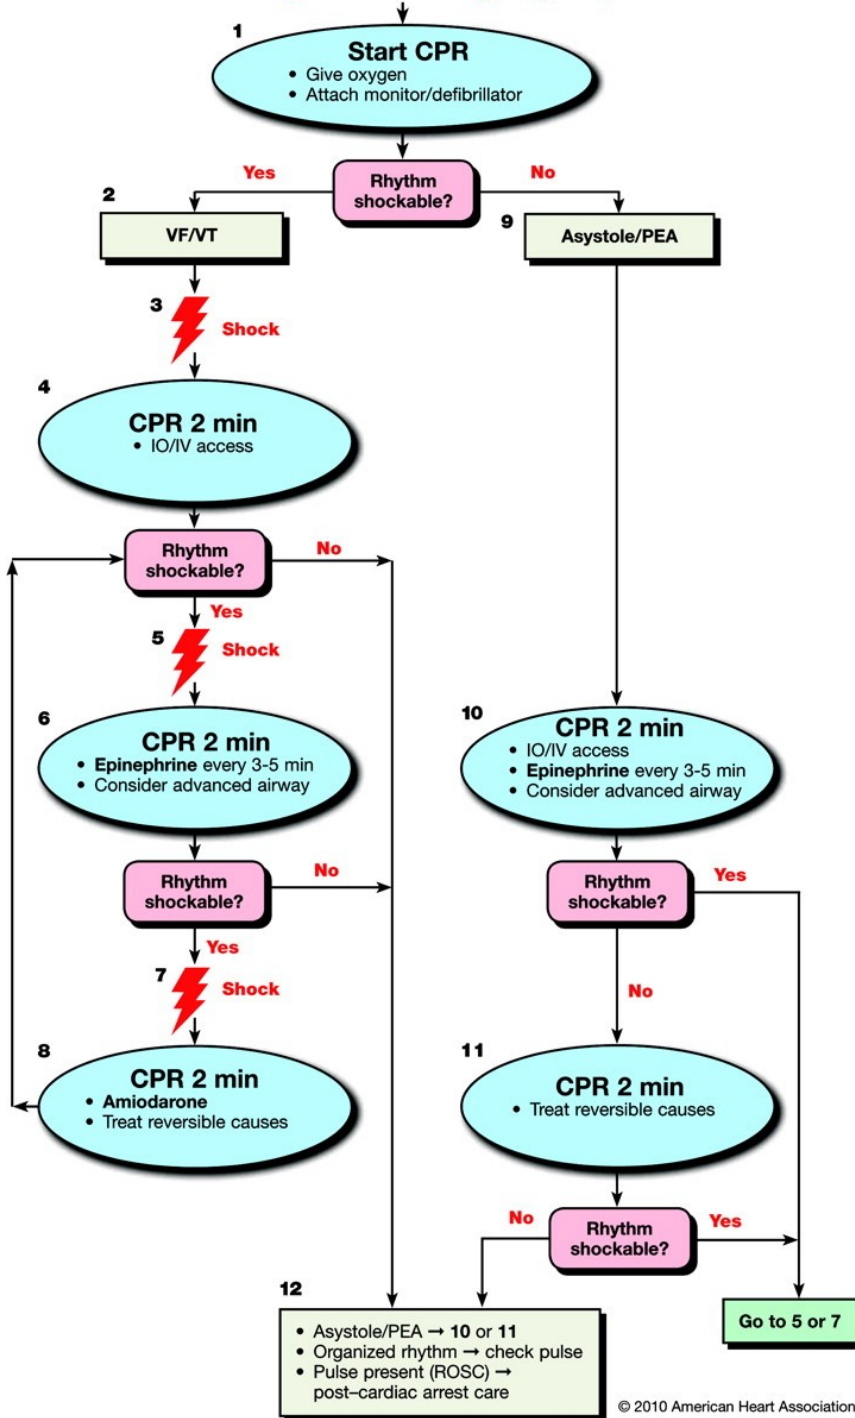 1
Start CPR
• Give oxygen
• Attach monitor/defibrillator
Rhythm
shockable?
Yes
No
2
VF/VT
9
Asystole/PEA
3
Shock
4
CPR 2 min
• IO/IV access
Rhythm
shockable?
No
Yes
5
Shock
6
CPR 2 min
• Epinephrine every 3-5 min
• Consider advanced airway
10
CPR 2 min
• IO/IV access
• Epinephrine every 3-5 min
• Consider advanced airway
Rhythm
shockable?
No
Yes
Rhythm
shockable?
Yes
No
7
Shock
8
CPR 2 min
• Amiodarone
• Treat reversible causes
11
CPR 2 min
• Treat reversible causes
No
Rhythm
shockable?
Yes
12
• Asystole/PEA → 10 or 11
• Organized rhythm → check pulse
• Pulse present (ROSC) →
post–cardiac arrest care
Go to 5 or 7
© 2010 American Heart Association